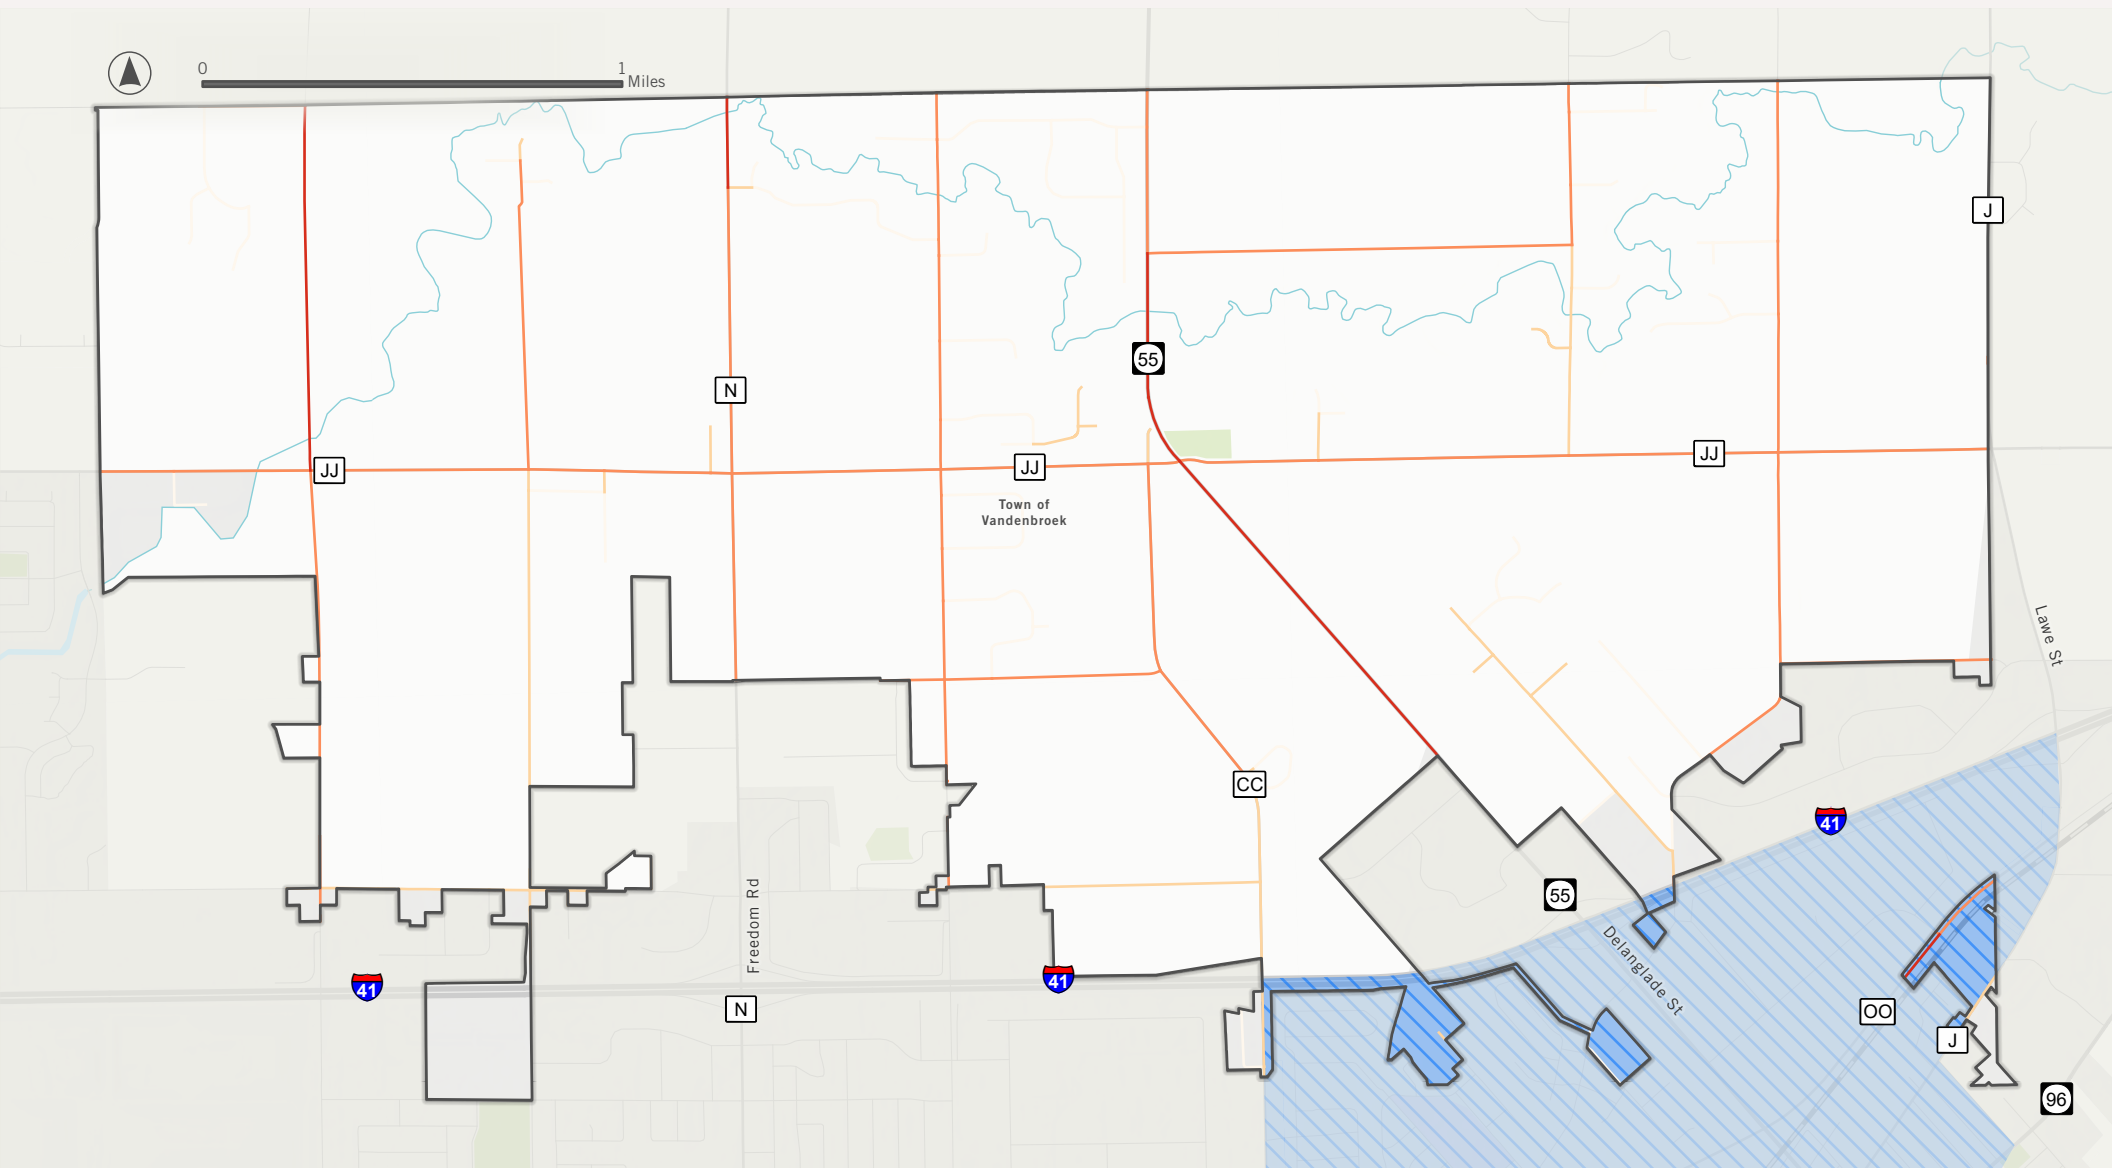 0
1
Miles
J
55
N
JJ
JJ
JJ
Town of
Vandenbroek
Lawe St
CC
41
55
Freedom Rd
Delanglade St
41
41
N
OO
J
96